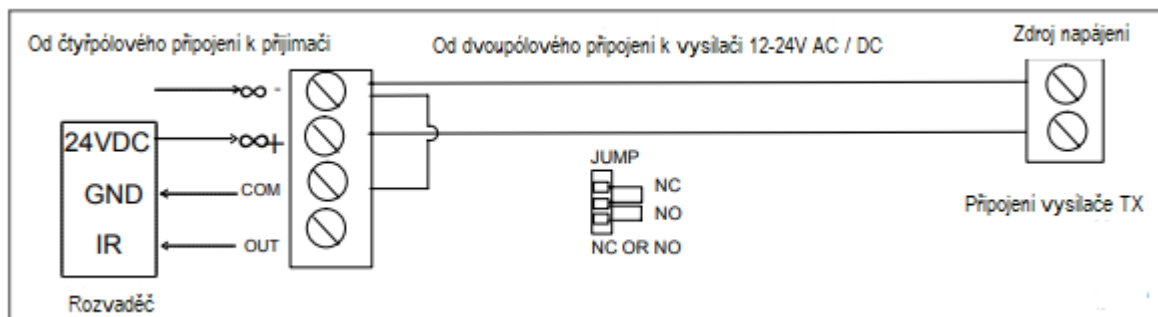 Od čtyřpólového připojení k přijímači
Od dvoupólového připojení k vysílači 12-24V AC / DC
Zdroj napájení
∞ -
24VDC
∞+
GND
COM
IR
OUT
JUMP
NC
NO
NC OR NO
Připojení vysílače TX
Rozvaděč